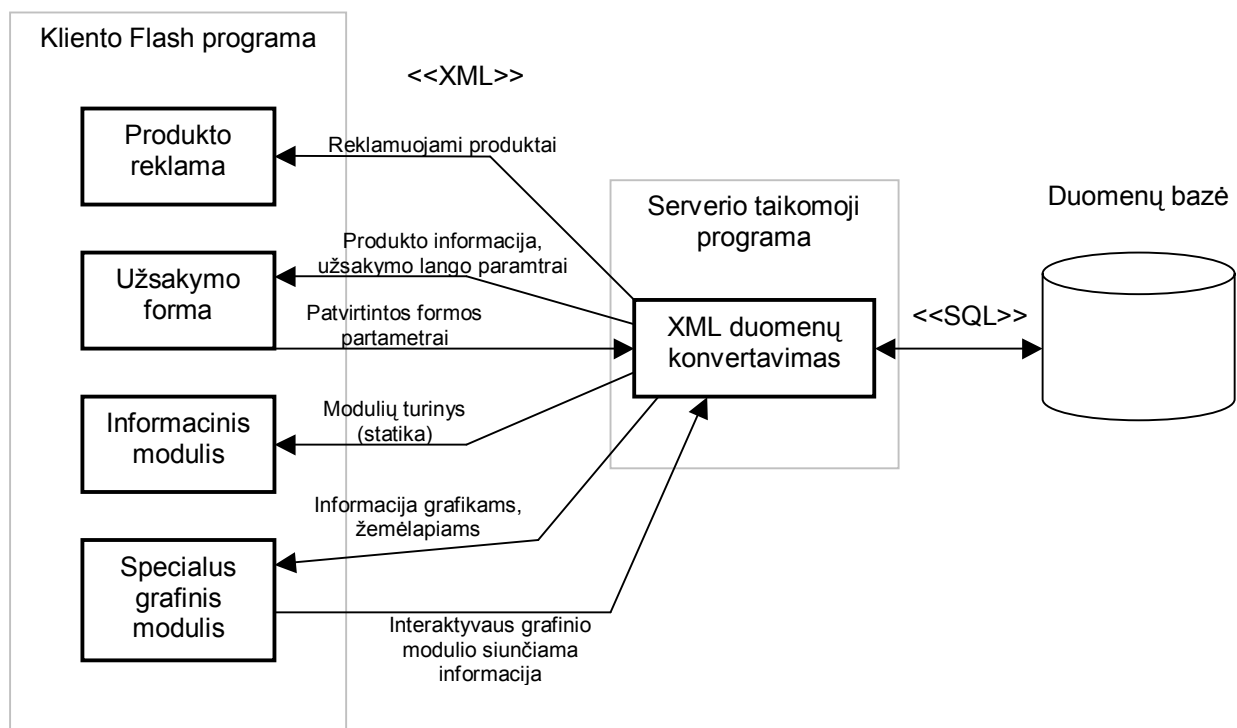 Kliento Flash programa
<<XML>>
Produkto
reklama
Reklamuojami produktai
Serverio taikomoji
programa
Duomenų bazė
Produkto informacija,
užsakymo lango paramtrai
Užsakymo
forma
Patvirtintos formos
partametrai
XML duomenų
konvertavimas
<<SQL>>
Modulių turinys
(statika)
Informacinis
modulis
Informacija grafikams,
žemėlapiams
Specialus
grafinis
modulis
Interaktyvaus grafinio
modulio siunčiama
informacija